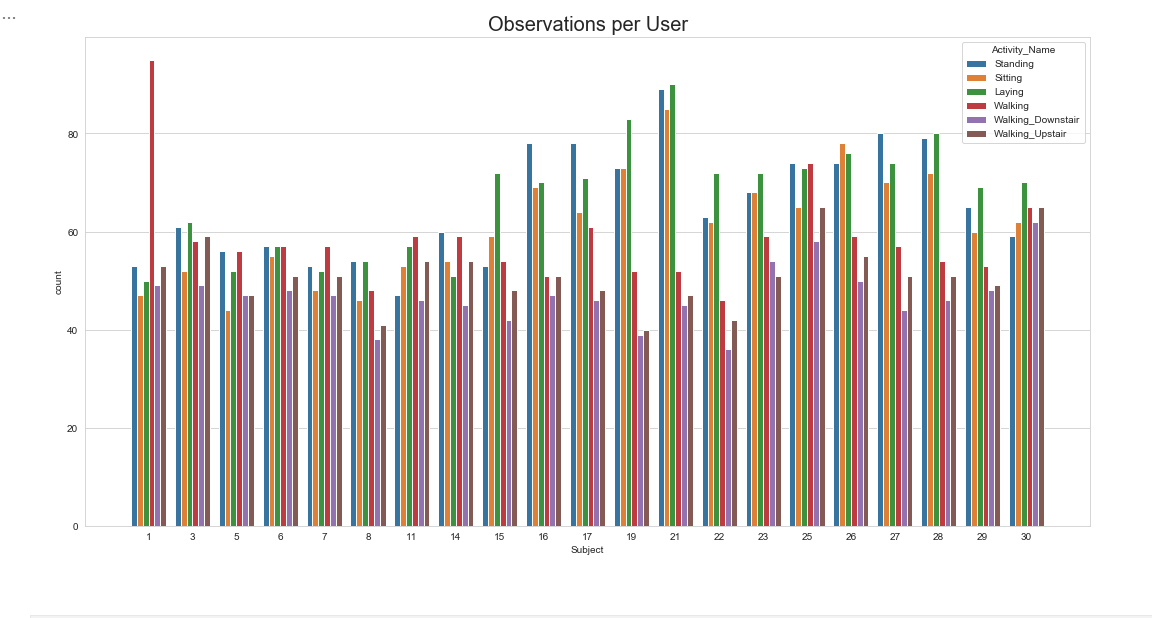 ...
Observations per User
Activity_Name
Standing
Sitting
Laying
Walking
Walking_Downstair
Walking_Upstair
80
60
40
20
0
count
1 3 5 6 7 8 11 14 15 16 17 19 21 22 23 25 26 27 28 29 30
Subject